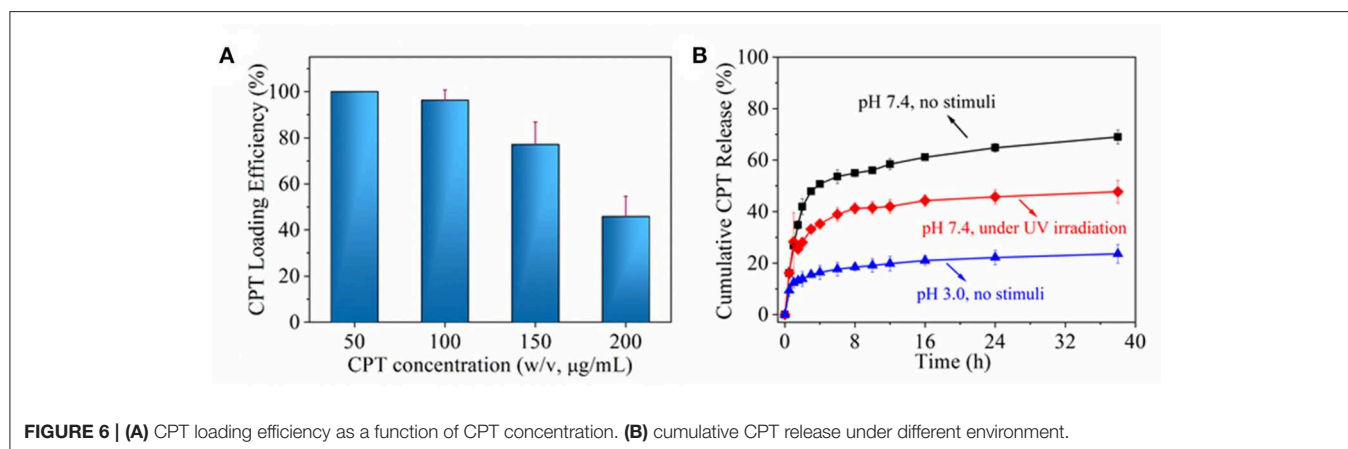 A
CPT Loading Efficiency (%)
100
80
60
40
20
0
50 100 150 200
CPT concentration (w/v, μg/mL)
B
Cumulative CPT Release (%)
100
80
60
40
20
0
pH 7.4, no stimuli
pH 7.4, under UV irradiation
pH 3.0, no stimuli
0 8 16 24 32 40
Time (h)
FIGURE 6 | (A) CPT loading efficiency as a function of CPT concentration. (B) cumulative CPT release under different environment.